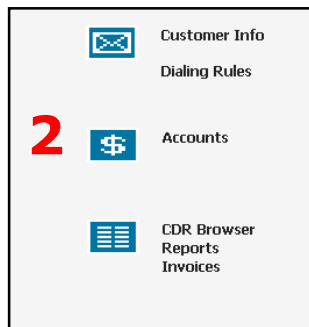 Customer Info
Dialing Rules
2 $ Accounts
CDR Browser
Reports
Invoices